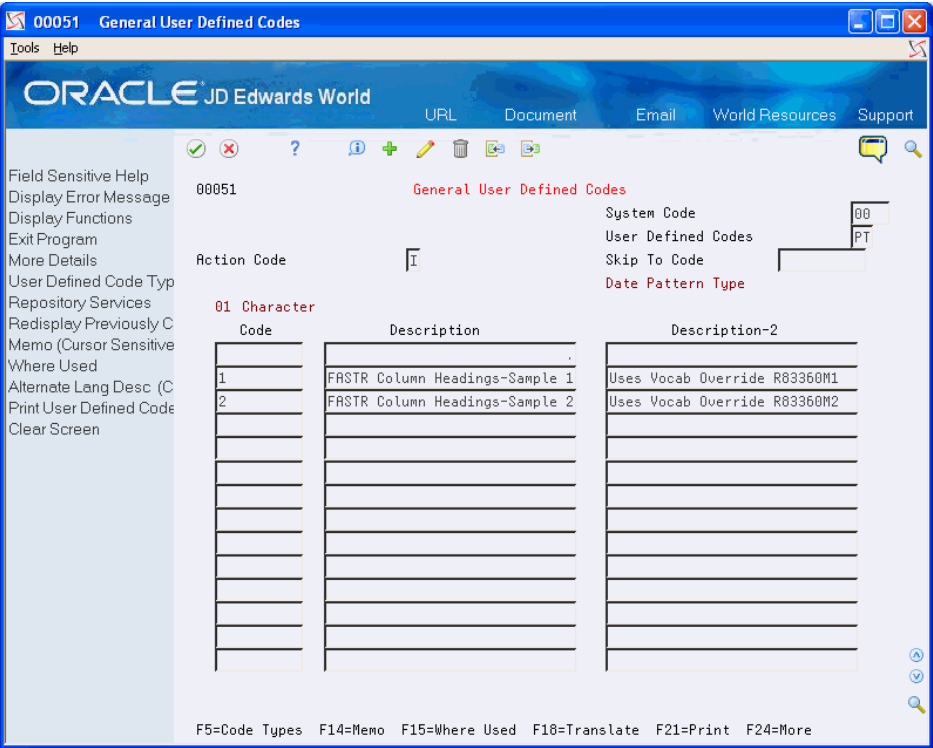 00051 General User Defined Codes
Tools Help
ORACLE JD Edwards World
URL Document Email World Resources Support
?
Field Sensitive Help
Display Error Message
Display Functions
Exit Program
More Details
User Defined Code Typ
Repository Services
Redisplay Previously C
Memo (Cursor Sensitive
Where Used
Alternate Lang Desc (C
Print User Defined Code
Clear Screen
00051 General User Defined Codes
System Code 00
User Defined Codes PT
Action Code I Skip To Code
Date Pattern Type
01 Character
Code Description Description-2
.
1 FASTR Column Headings-Sample 1 Uses Vocab Override R83360M1
2 FASTR Column Headings-Sample 2 Uses Vocab Override R83360M2
F5=Code Types F14=Memo F15=Where Used F18=Translate F21=Print F24=More